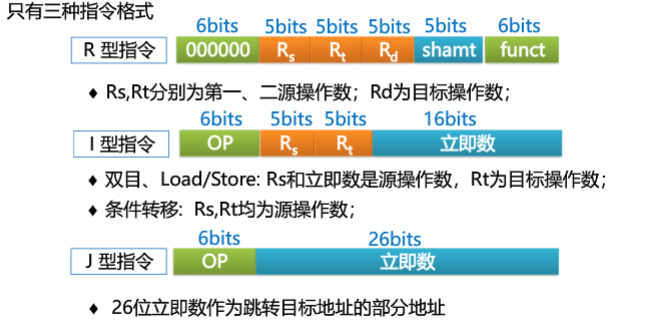 只有三种指令格式
6bits 5bits 5bits 5bits 5bits 6bits
R 型指令 000000 Rs Rt Rd shamt funct
♦ Rs,Rt分别为第一、二源操作数；Rd为目标操作数；
6bits 5bits 5bits 16bits
I 型指令 OP Rs Rt 立即数
♦ 双目、Load/Store: Rs和立即数是源操作数，Rt为目标操作数；
♦ 条件转移: Rs,Rt均为源操作数；
6bits 26bits
J 型指令 OP 立即数
♦ 26位立即数作为跳转目标地址的部分地址